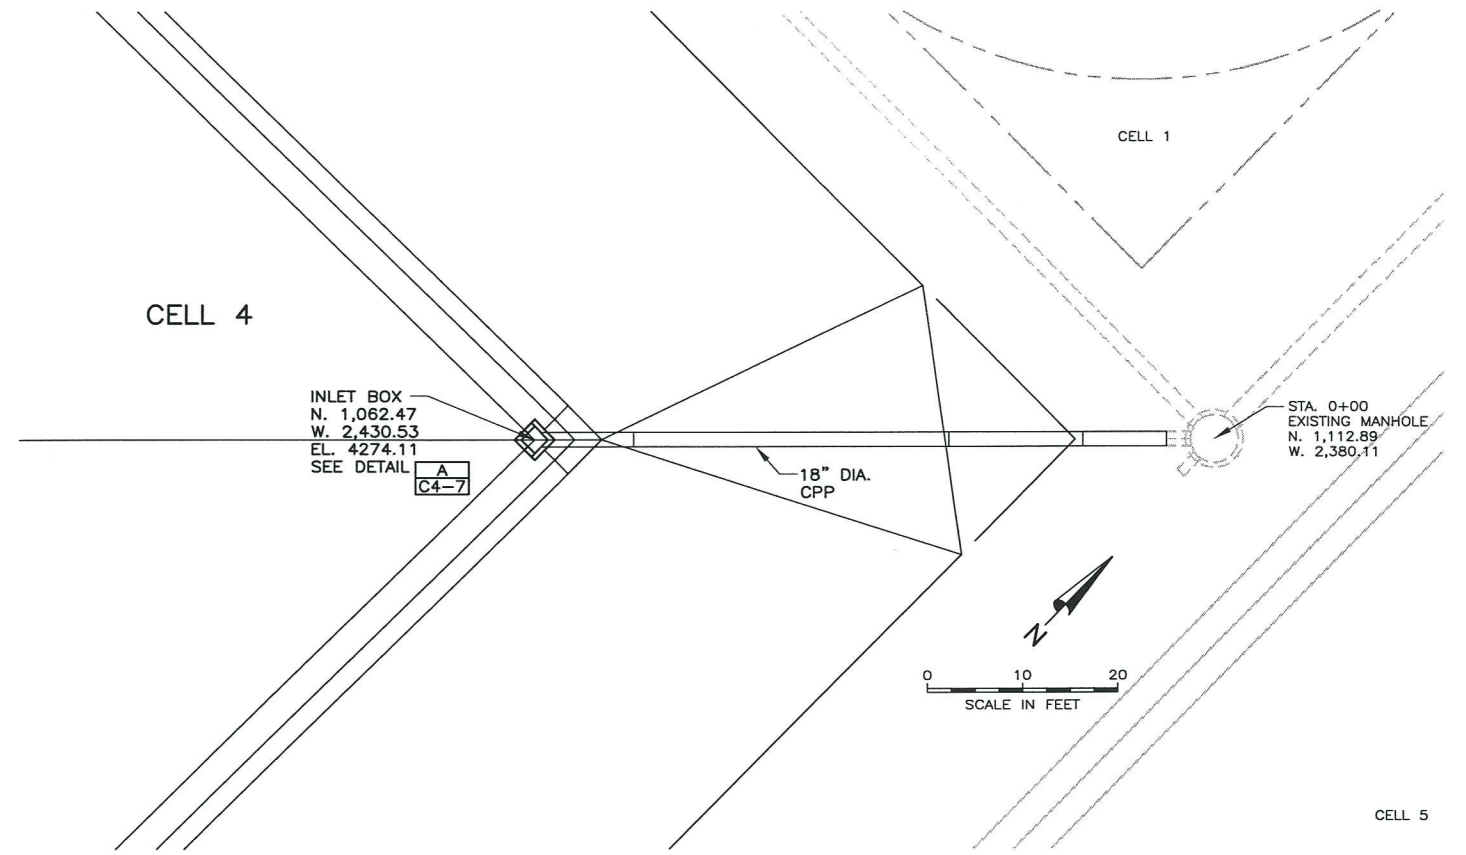 CELL 1
CELL 4
INLET BOX
N. 1,062.47
W. 2,430.53
EL. 4274.11
SEE DETAIL
A
C4-7
STA. 0+00
EXISTING MANHOLE
N. 1,112.89
W. 2,380.11
18" DIA.
CPP
N
0 10 20
SCALE IN FEET
CELL 5